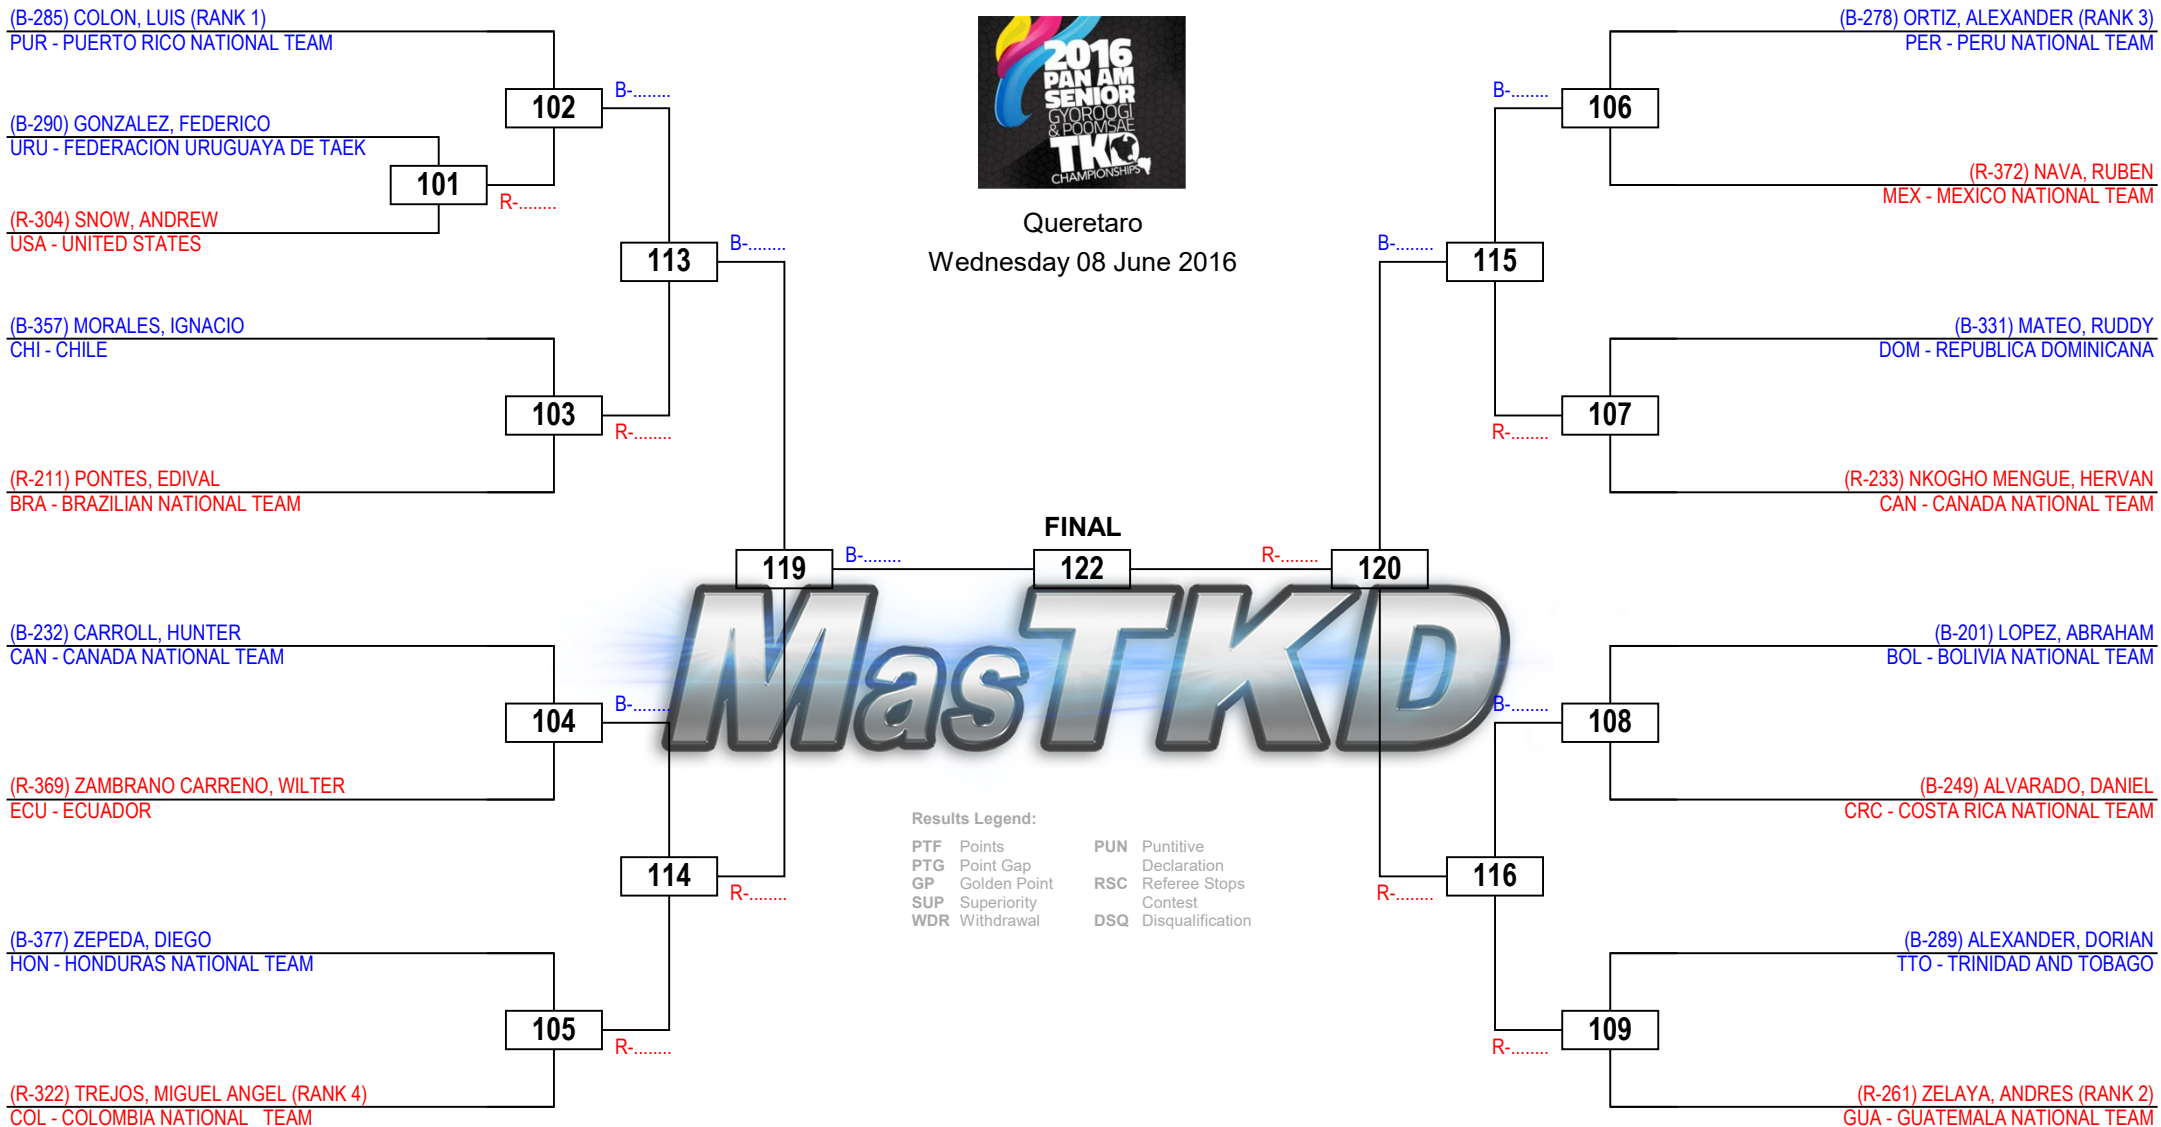 (B-285) COLON, LUIS (RANK 1)
PUR - PUERTO RICO NATIONAL TEAM
(B-290) GONZALEZ, FEDERICO
URU - FEDERACION URUGUAYA DE TAEK
(R-304) SNOW, ANDREW
USA - UNITED STATES
(B-357) MORALES, IGNACIO
CHI - CHILE
(R-211) PONTES, EDIVAL
BRA - BRAZILIAN NATIONAL TEAM
(B-232) CARROLL, HUNTER
CAN - CANADA NATIONAL TEAM
(R-369) ZAMBRANO CARRENO, WILTER
ECU - ECUADOR
(B-377) ZEPEDA, DIEGO
HON - HONDURAS NATIONAL TEAM
(R-322) TREJOS, MIGUEL ANGEL (RANK 4)
COL - COLOMBIA NATIONAL TEAM
101
R-........
102
B-........
103
R-........
104
B-........
105
R-........
113
B-........
114
R-........
119
B-........
2016
PAN AM
SENIOR
GYOROOGI
& POOMSAE
TKD
CHAMPIONSHIPS
Queretaro
Wednesday 08 June 2016
FINAL
122
MasTKD
Results Legend:
PTF Points
PTG Point Gap
GP Golden Point
SUP Superiority
WDR Withdrawal
PUN Puntitive
Declaration
RSC Referee Stops
Contest
DSQ Disqualification
R-........
120
B-........
115
R-........
116
B-........
106
R-........
107
B-........
108
R-........
109
(B-278) ORTIZ, ALEXANDER (RANK 3)
PER - PERU NATIONAL TEAM
(R-372) NAVA, RUBEN
MEX - MEXICO NATIONAL TEAM
(B-331) MATEO, RUDDY
DOM - REPUBLICA DOMINICANA
(R-233) NKOGHO MENGUE, HERVAN
CAN - CANADA NATIONAL TEAM
(B-201) LOPEZ, ABRAHAM
BOL - BOLIVIA NATIONAL TEAM
(B-249) ALVARADO, DANIEL
CRC - COSTA RICA NATIONAL TEAM
(B-289) ALEXANDER, DORIAN
TTO - TRINIDAD AND TOBAGO
(R-261) ZELAYA, ANDRES (RANK 2)
GUA - GUATEMALA NATIONAL TEAM